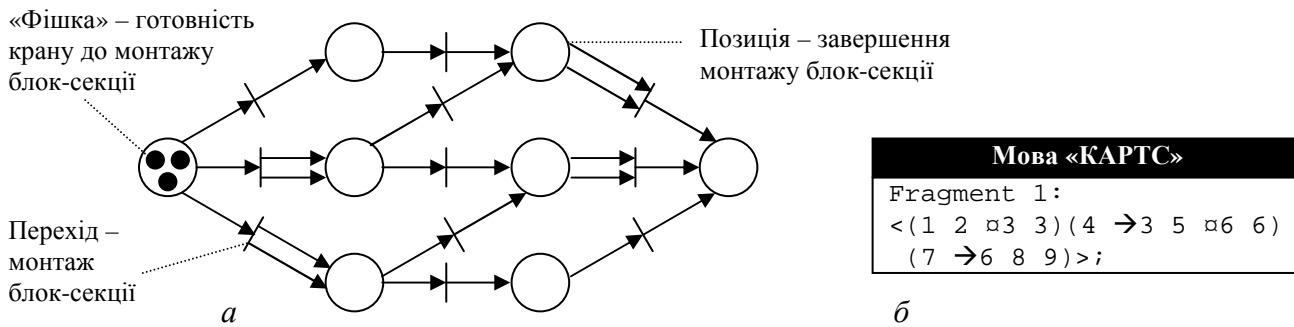 «Фішка» – готовність
крану до монтажу
блок-секції
Позиція – завершення
монтажу блок-секції
Перехід –
монтаж
блок-секції
а
Мова «КАРТС»
Fragment 1:
<(1 2 ¤3 3)(4 →3 5 ¤6 6)
(7 →6 8 9)>;
б